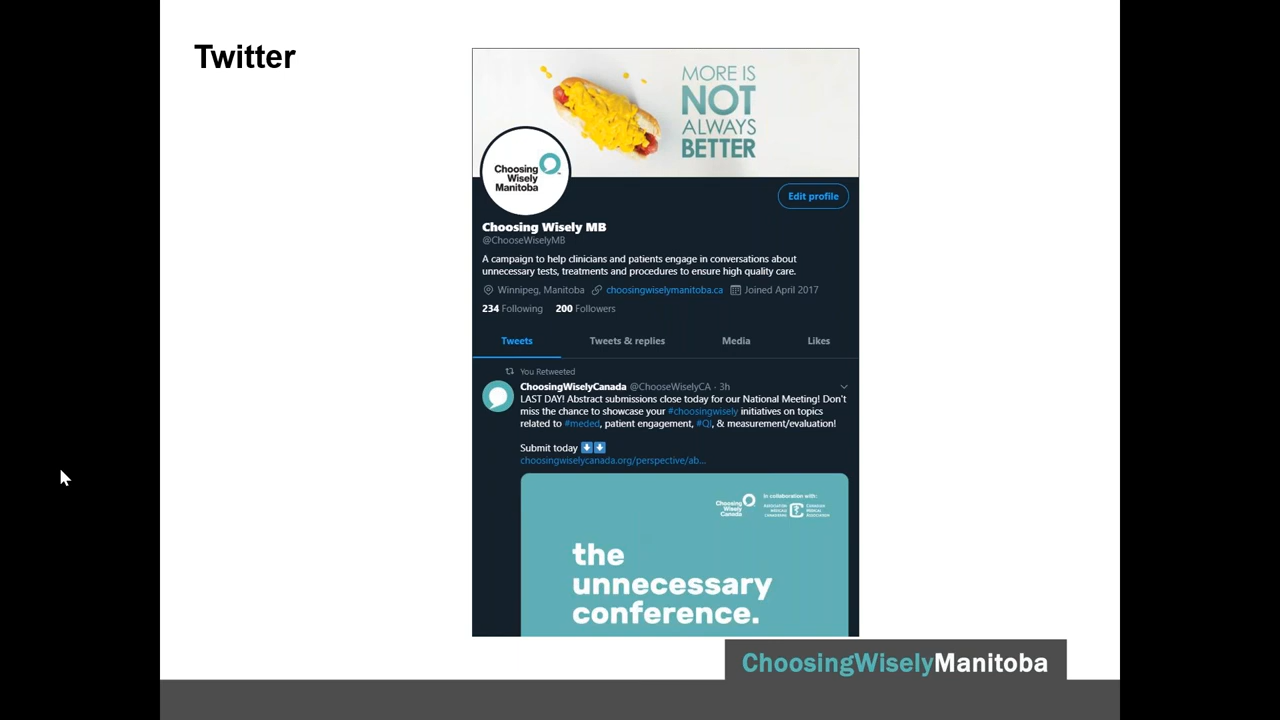 Twitter
MORE IS
NOT
ALWAYS
BETTER
Choosing
Wisely
Manitoba
Edit profile
Choosing Wisely MB
@ChooseWiselyMB
A campaign to help clinicians and patients engage in conversations about
unnecessary tests, treatments and procedures to ensure high quality care.
Winnipeg, Manitoba choosingwiselymanitoba.ca Joined April 2017
234 Following 200 Followers
Tweets Tweets & replies Media Likes
You Retweeted
ChoosingWiselyCanada @ChooseWiselyCA · 3h
LAST DAY! Abstract submissions close today for our National Meeting! Don't
miss the chance to showcase your #choosingwisely initiatives on topics
related to #meded, patient engagement, #QI, & measurement/evaluation!
Submit today ⬇️⬇️
choosingwiselycanada.org/perspective/ab...
Choosing
Wisely
Canada
In collaboration with:
the
unnecessary
conference.
ChoosingWiselyManitoba